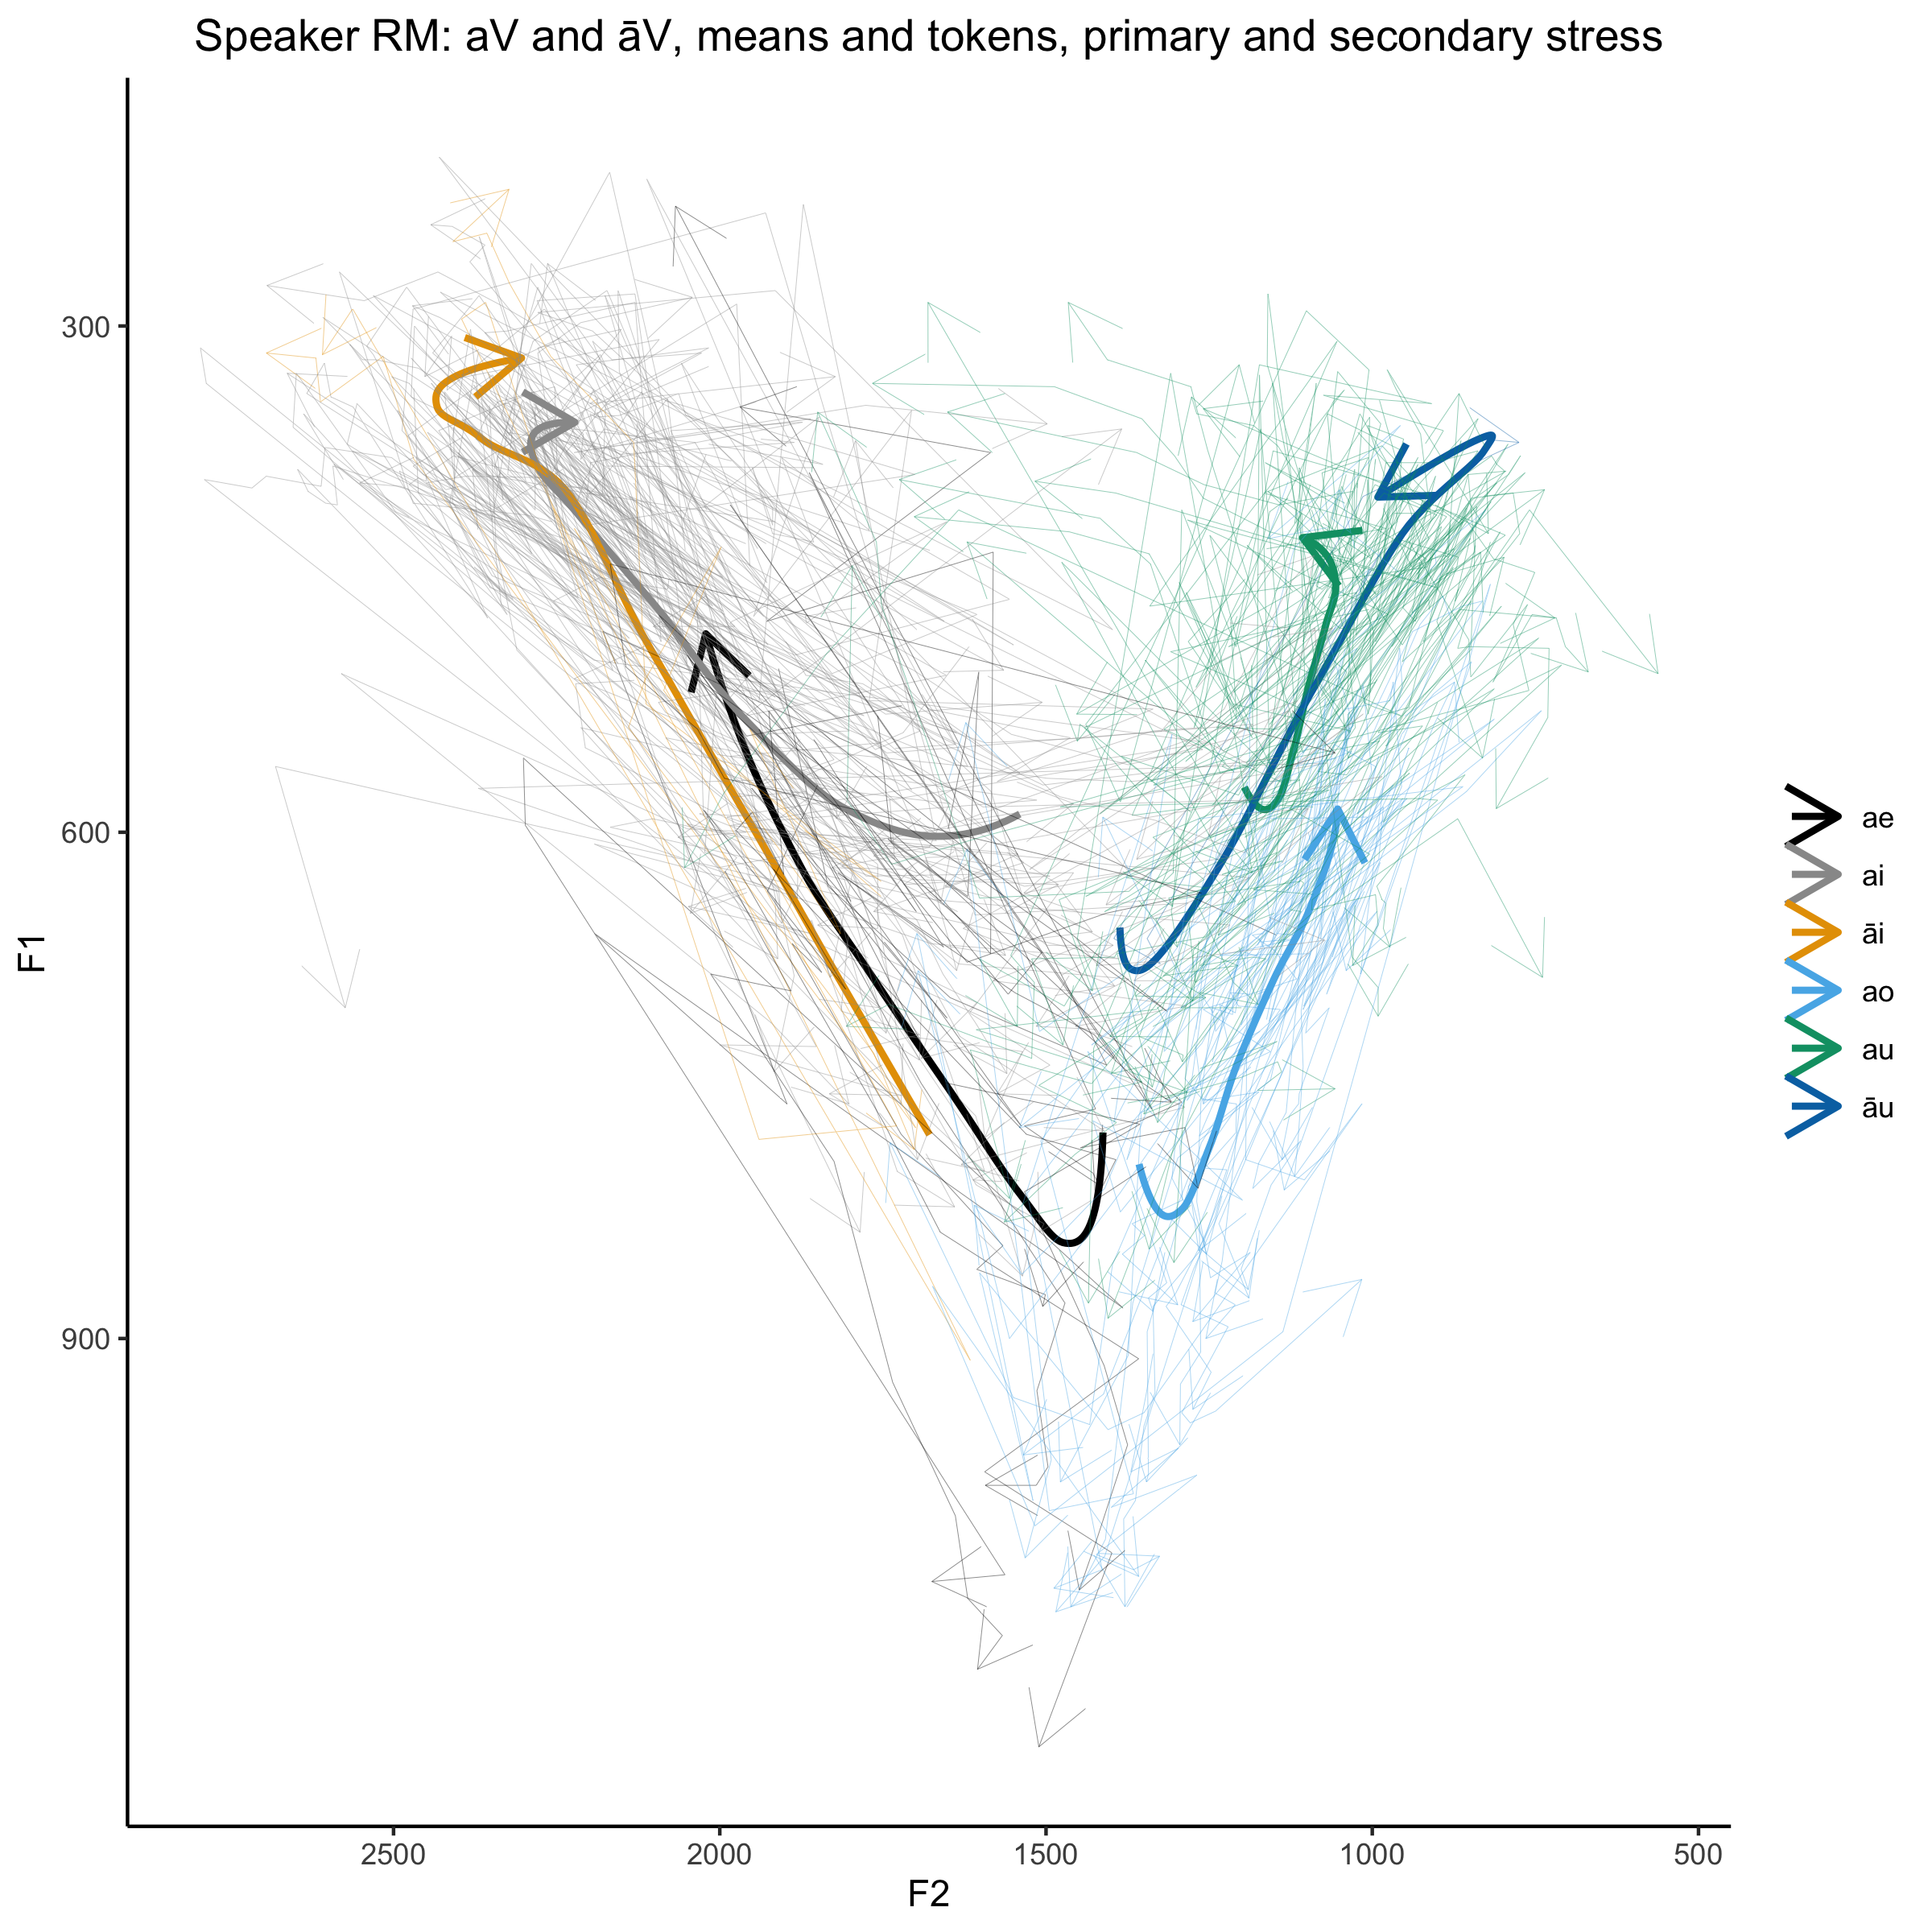 Speaker RM: aV and āV, means and tokens, primary and secondary stress
300
600
900
F1
2500
2000
1500
1000
500
F2
ae
ai
āi
ao
au
āu